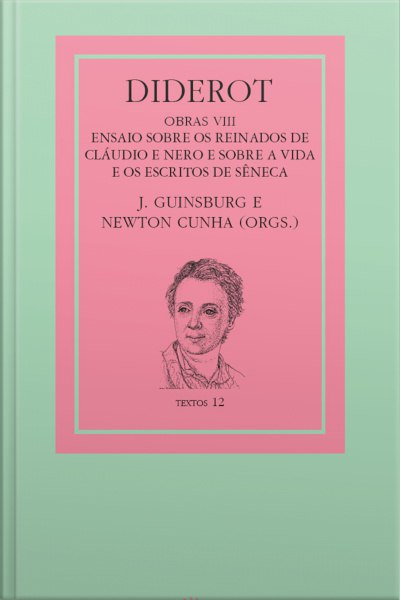 DIDEROT
OBRAS VIII
ENSAIO SOBRE OS REINADOS DE
CLÁUDIO E NERO E SOBRE A VIDA
E OS ESCRITOS DE SÊNECA
J. GUINSBURG E
NEWTON CUNHA (ORGS.)
TEXTOS 12